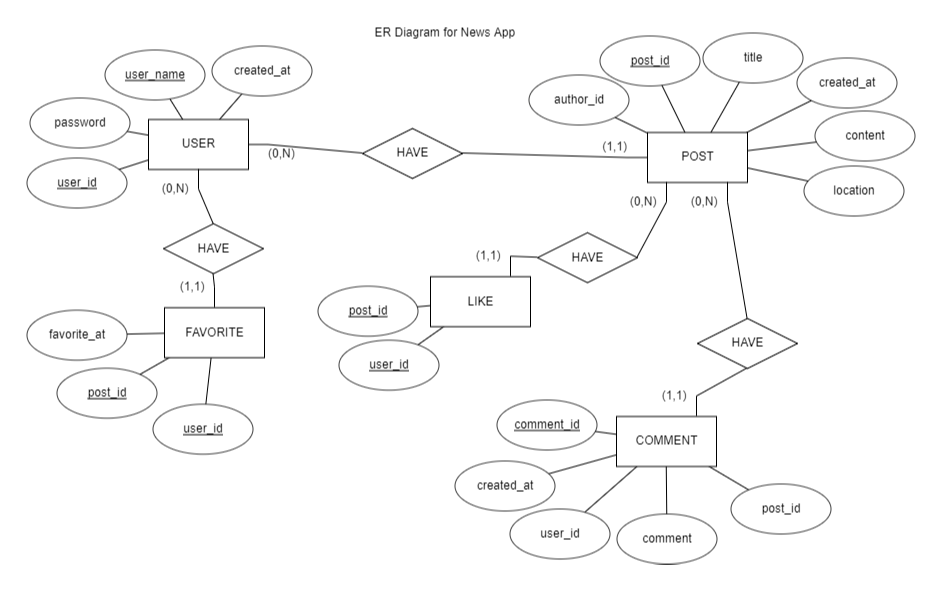 ER Diagram for News App
user_name
created_at
password
user_id
USER
(0,N)
HAVE
(1,1)
author_id
post_id
title
created_at
content
location
POST
(0,N)
HAVE
(1,1)
FAVORITE
favorite_at
post_id
user_id
(0,N)
HAVE
(1,1)
LIKE
post_id
user_id
(0,N)
HAVE
(1,1)
COMMENT
comment_id
created_at
user_id
comment
post_id